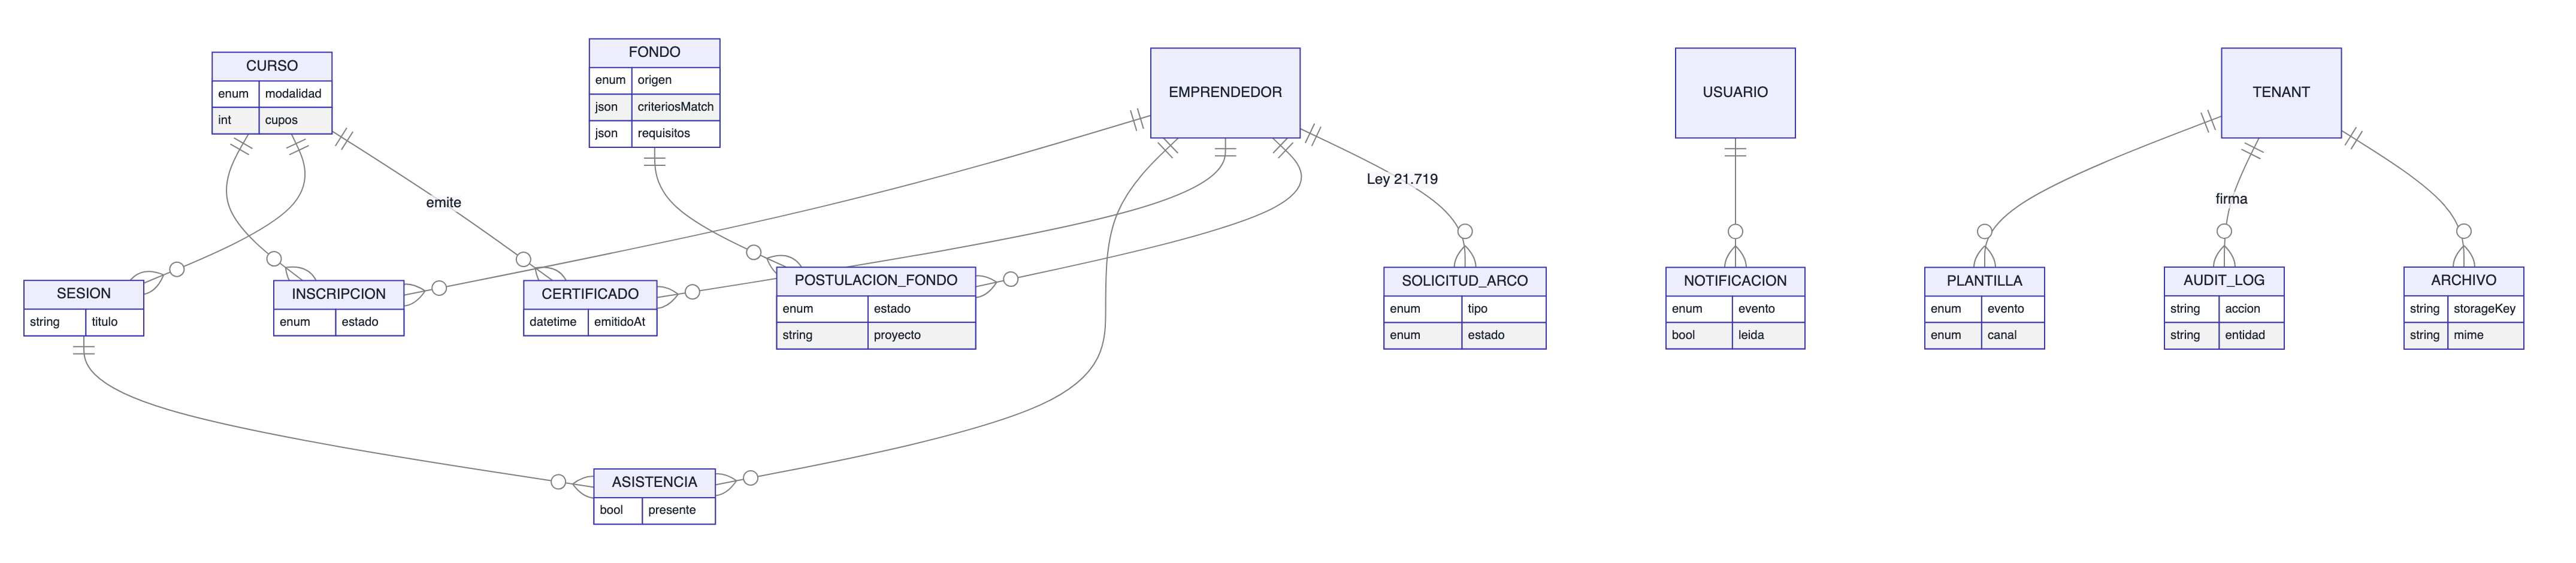 CURSO
enum modalidad
int cupos
FONDO
enum origen
json criteriosMatch
json requisitos
EMPRENDEDOR
USUARIO
TENANT
emite
Ley 21.719
firma
SESION
string titulo
INSCRIPCION
enum estado
CERTIFICADO
datetime emitidoAt
POSTULACION_FONDO
enum estado
string proyecto
SOLICITUD_ARCO
enum tipo
enum estado
NOTIFICACION
enum evento
bool leida
PLANTILLA
enum evento
enum canal
AUDIT_LOG
string accion
string entidad
ARCHIVO
string storageKey
string mime
ASISTENCIA
bool presente